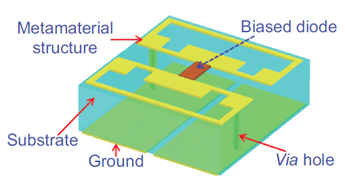 Metamaterial
structure
Biased diode
Substrate
Ground
Via hole